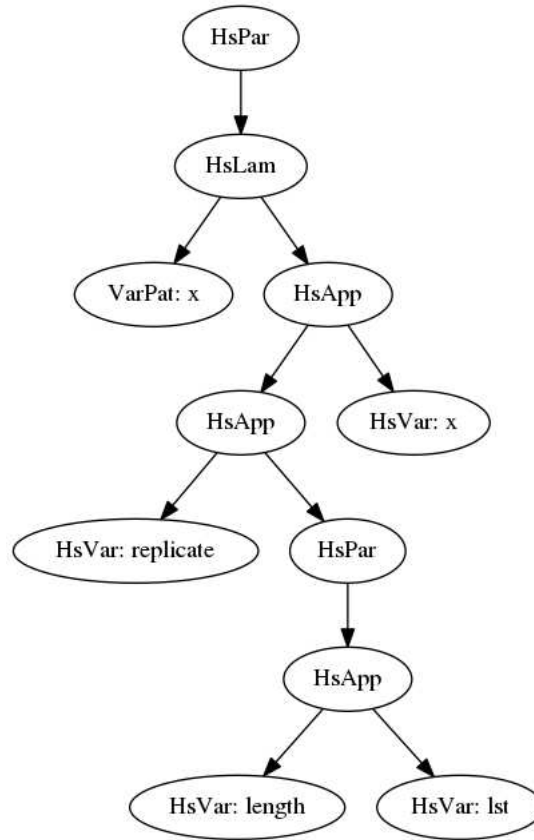 HsPar
HsLam
VarPat: x
HsApp
HsApp
HsVar: x
HsVar: replicate
HsPar
HsApp
HsVar: length
HsVar: lst